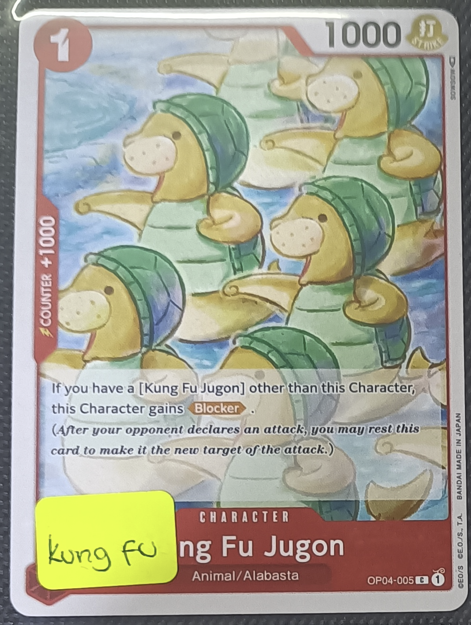 1
1000
打
STRIKE
COUNTER +1000
If you have a [Kung Fu Jugon] other than this Character,
this Character gains Blocker .
(After your opponent declares an attack, you may rest this
card to make it the new target of the attack.)
CHARACTER
ng Fu Jugon
kung fu
Animal/Alabasta
OP04-005 C 1
©E.O/S ©E.O./S., T.A. BANDAI MADE IN JAPAN